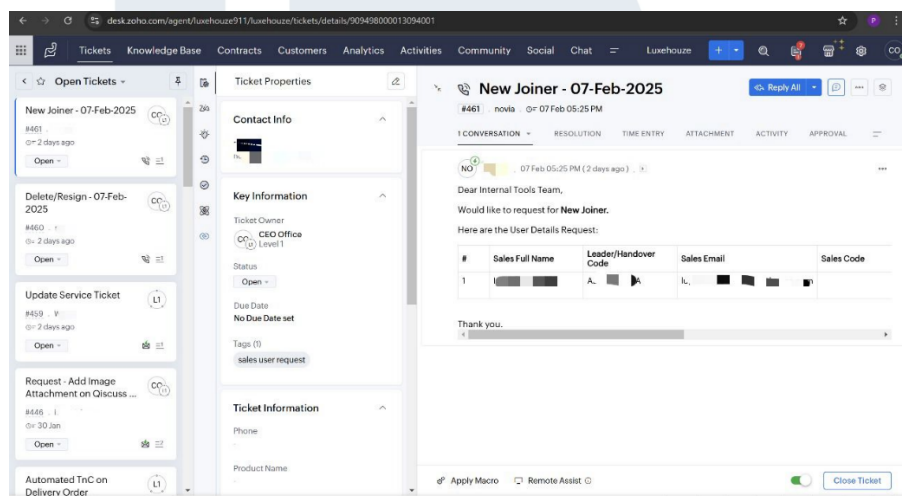 desk.zoho.com/agent/luxehouze911/luxehouze/tickets/details/909498000013094001
P
Tickets Knowledge Base Contracts Customers Analytics Activities Community Social Chat Luxehouze
CO
Open Tickets
New Joiner - 07-Feb-2025
CO
#461
2 days ago
Open
Delete/Resign - 07-Feb-2025
CO
#460
2 days ago
Open
Update Service Ticket
L1
#459
2 days ago
Open
Request - Add Image
Attachment on Qiscuss ...
CO
#446
30 Jan
Open
Automated TnC on
Delivery Order
L1
Ticket Properties
Contact Info
Key Information
Ticket Owner
CO
CEO Office
Level 1
Status
Open
Due Date
No Due Date set
Tags (1)
sales user request
Ticket Information
Phone
-
Product Name
New Joiner - 07-Feb-2025
#461 . novia . 07 Feb 05:25 PM
Reply All
1 CONVERSATION RESOLUTION TIME ENTRY ATTACHMENT ACTIVITY APPROVAL
NO
07 Feb 05:25 PM ( 2 days ago )
Dear Internal Tools Team,
Would like to request for New Joiner.
Here are the User Details Request:
# Sales Full Name Leader/Handover Code Sales Email Sales Code
1
Thank you.
Apply Macro Remote Assist
Close Ticket